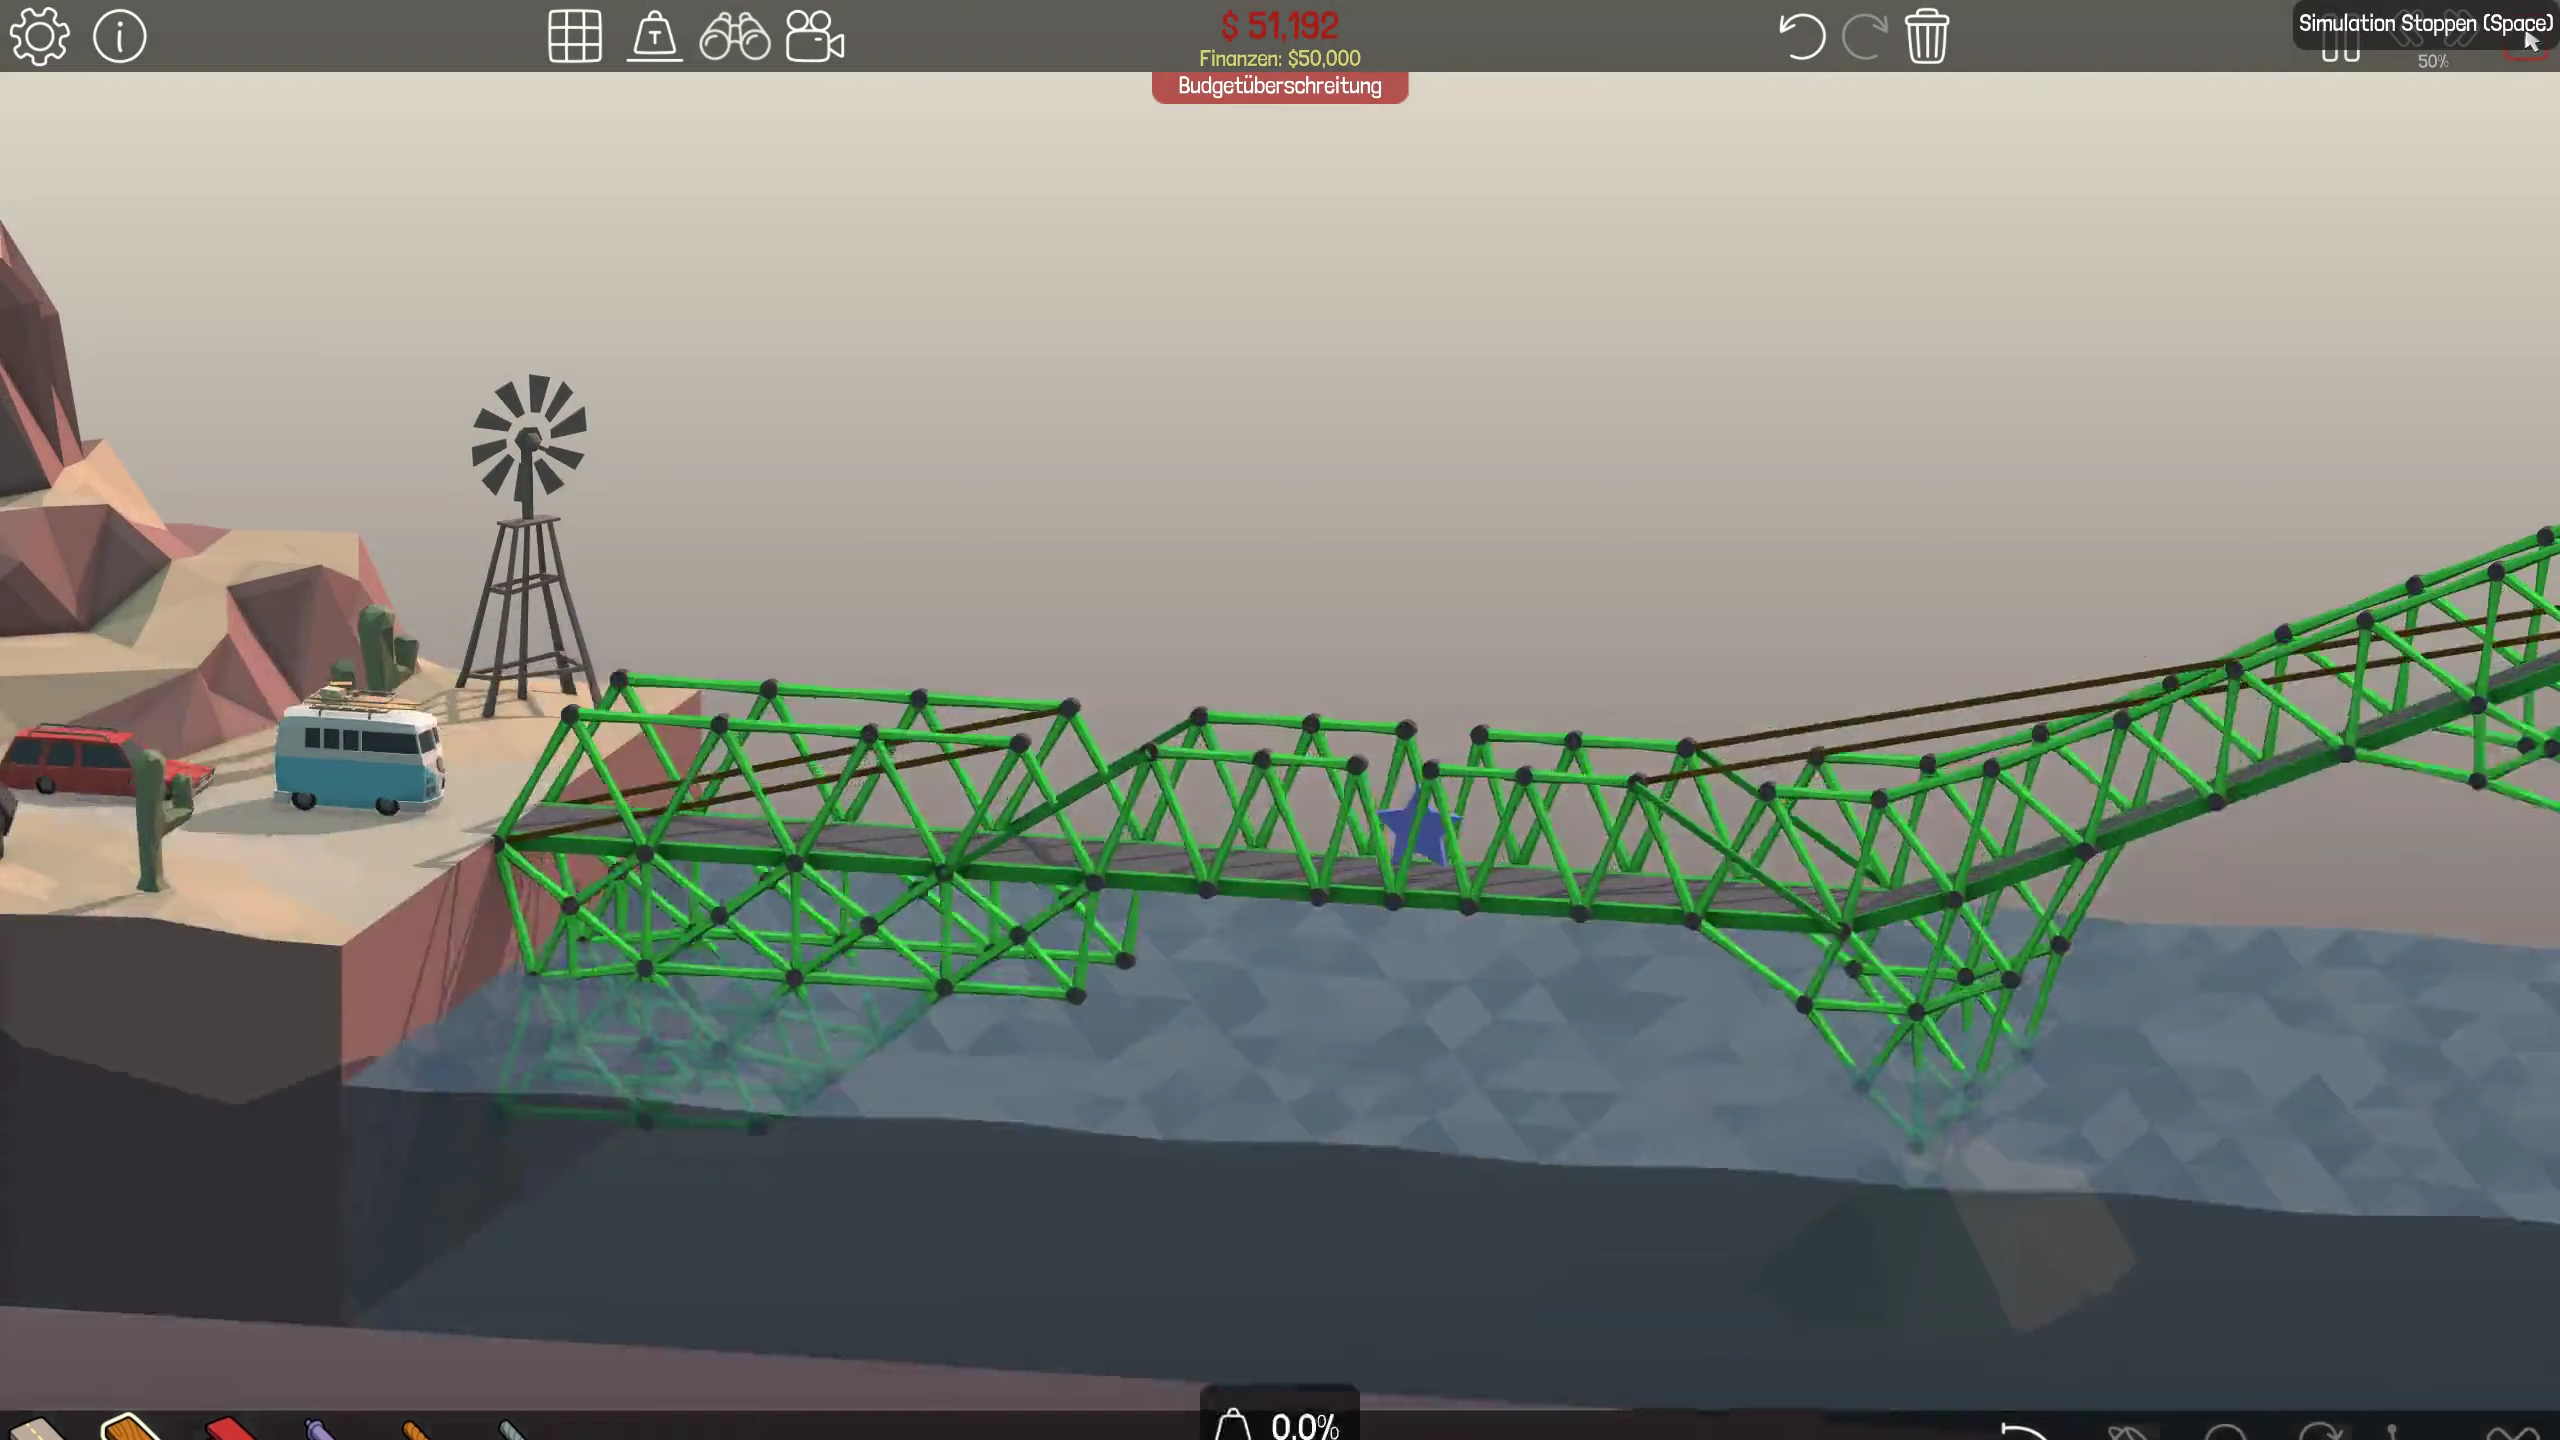 $ 51,192
Finanzen: $50,000
Budgetüberschreitung
Simulation Stoppen (Space)
50%
T
0.0%